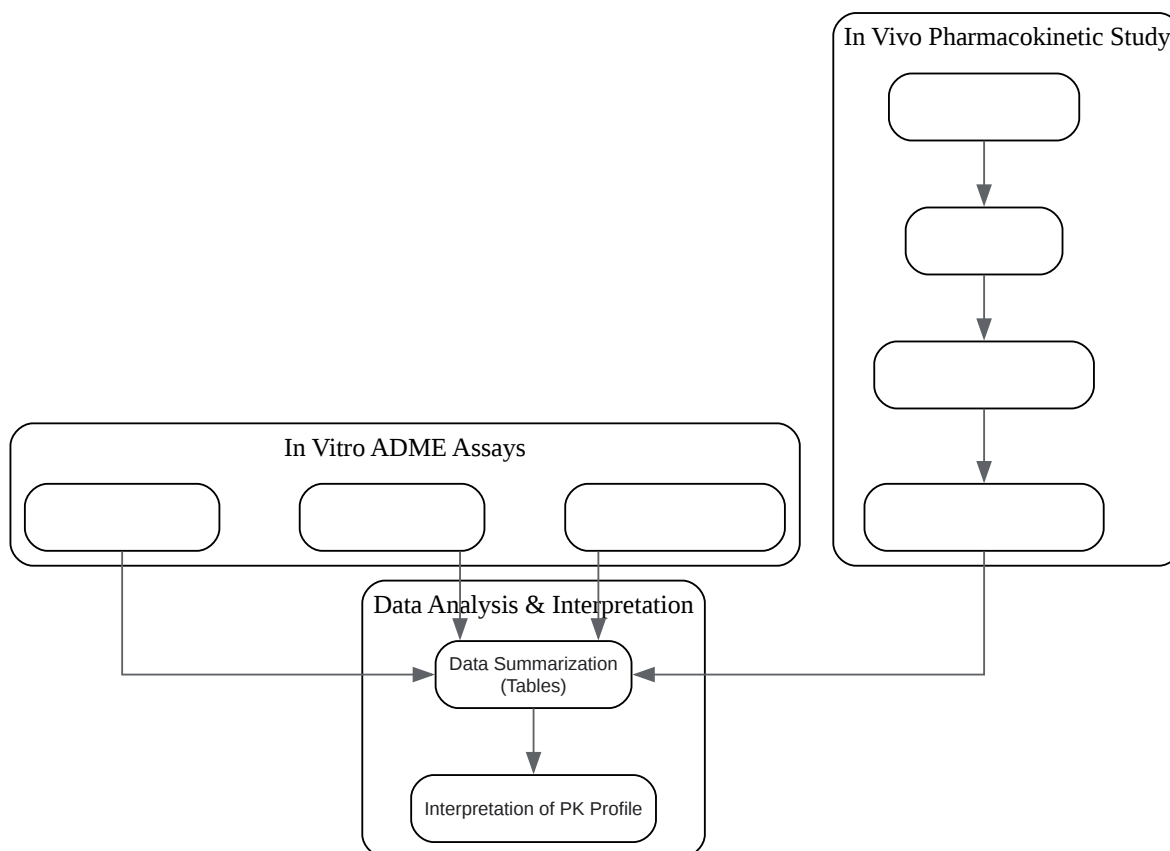 In Vivo Pharmacokinetic Study
In Vitro ADME Assays
Data Analysis & Interpretation
Data Summarization
(Tables)
Interpretation of PK Profile